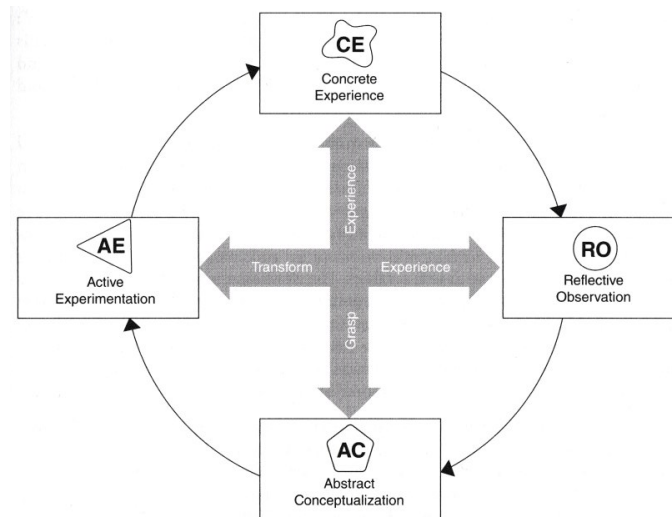 CE
Concrete
Experience
Experience
AE
Active
Experimentation
Transform
Experience
RO
Reflective
Observation
Grasp
AC
Abstract
Conceptualization